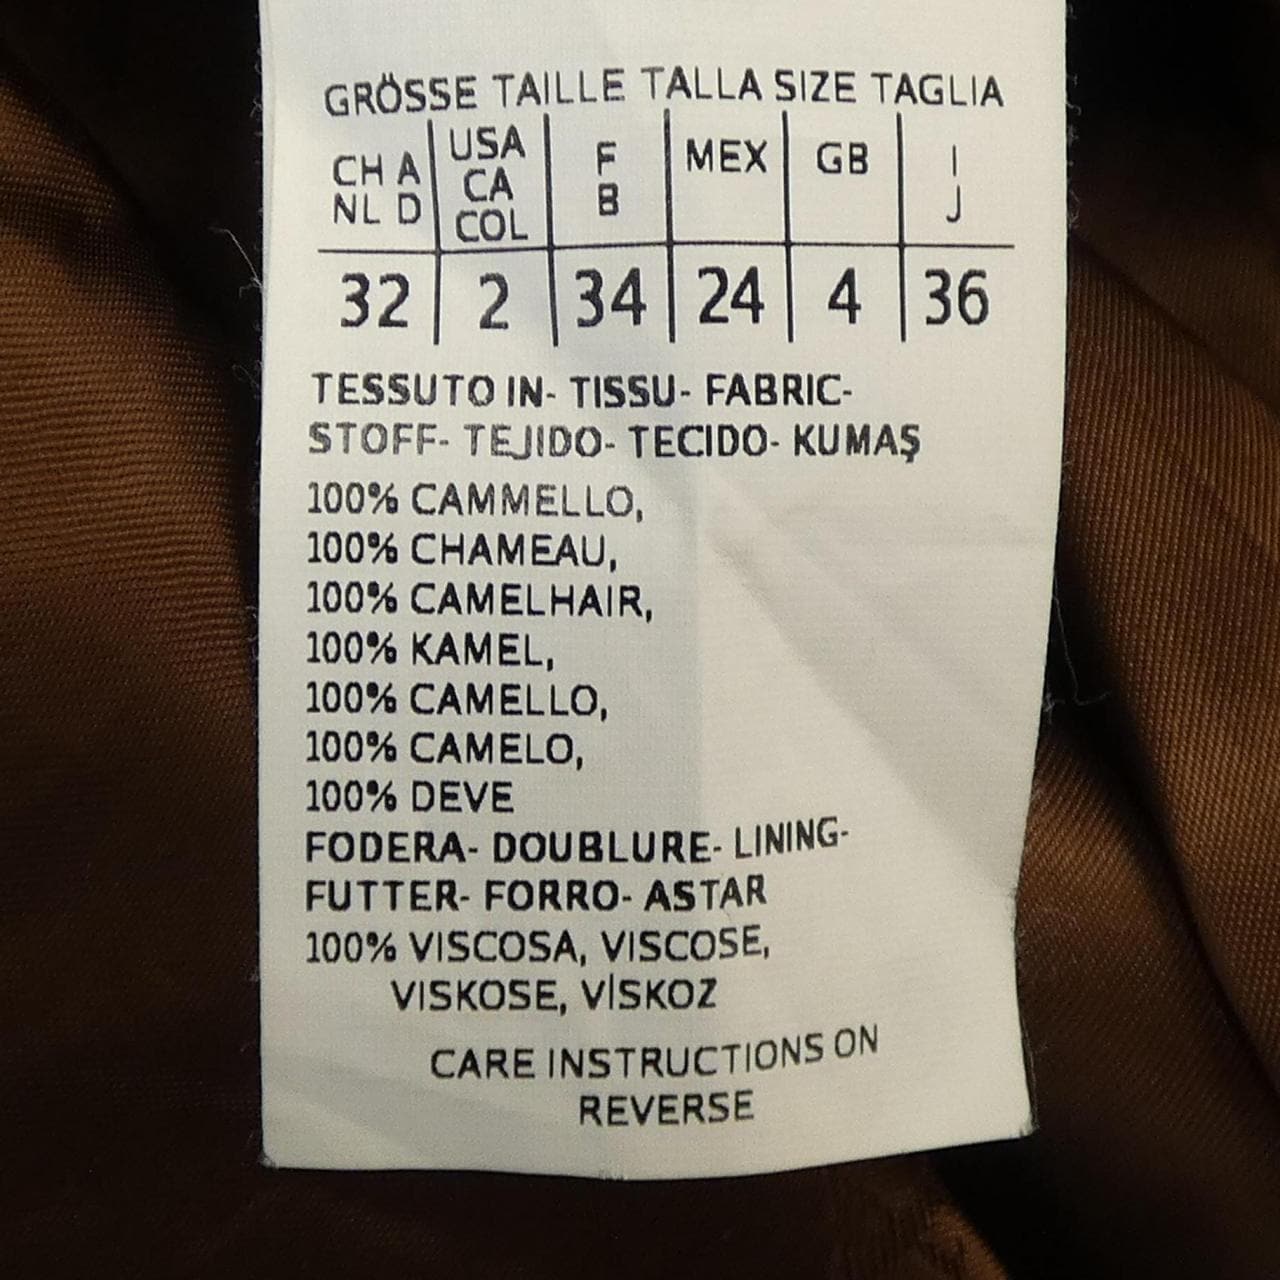 GRÖSSE TAILLE TALLA SIZE TAGLIA
CH A NL D | USA CA COL | F B | MEX | GB | I J
32 | 2 | 34 | 24 | 4 | 36
TESSUTO IN- TISSU- FABRIC-
STOFF- TEJIDO- TECIDO- KUMAŞ
100% CAMMELLO,
100% CHAMEAU,
100% CAMELHAIR,
100% KAMEL,
100% CAMELLO,
100% CAMELO,
100% DEVE
FODERA- DOUBLURE- LINING-
FUTTER- FORRO- ASTAR
100% VISCOSA, VISCOSE,
VISKOSE, VİSKOZ
CARE INSTRUCTIONS ON
REVERSE